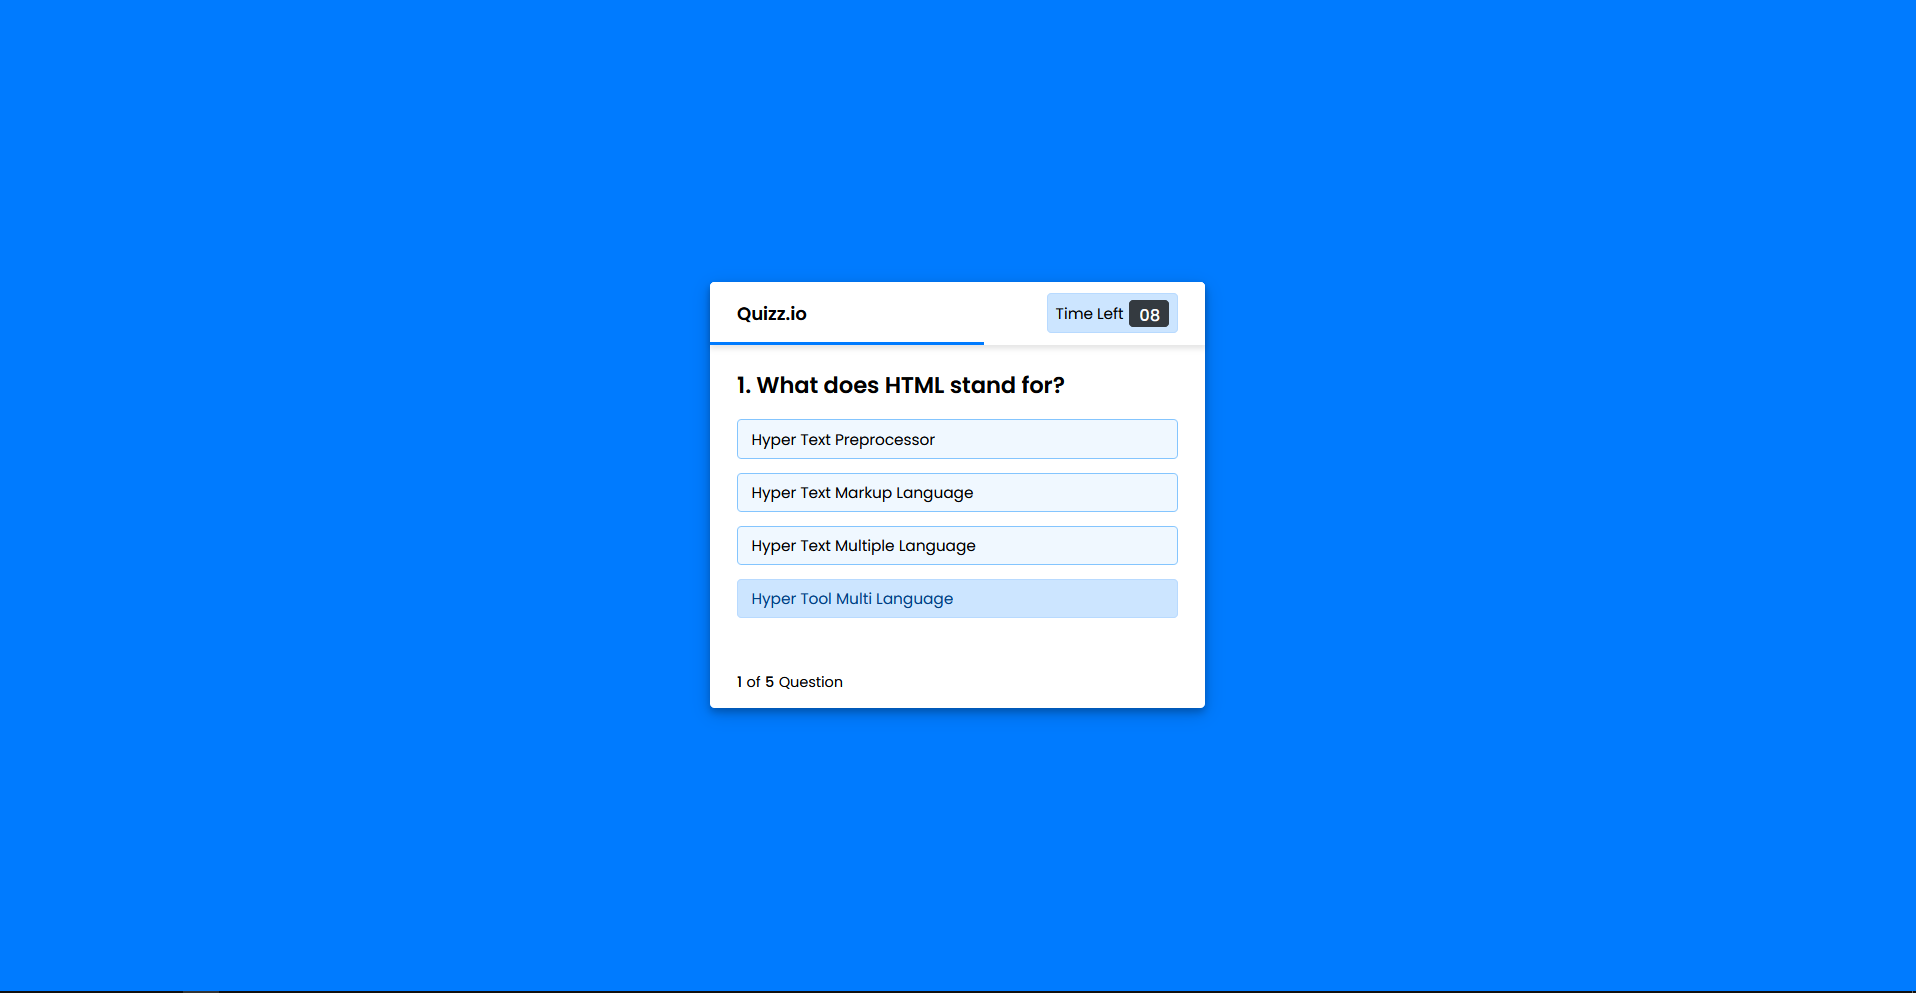 Quizz.io
Time Left 08
1. What does HTML stand for?
Hyper Text Preprocessor
Hyper Text Markup Language
Hyper Text Multiple Language
Hyper Tool Multi Language
1 of 5 Question